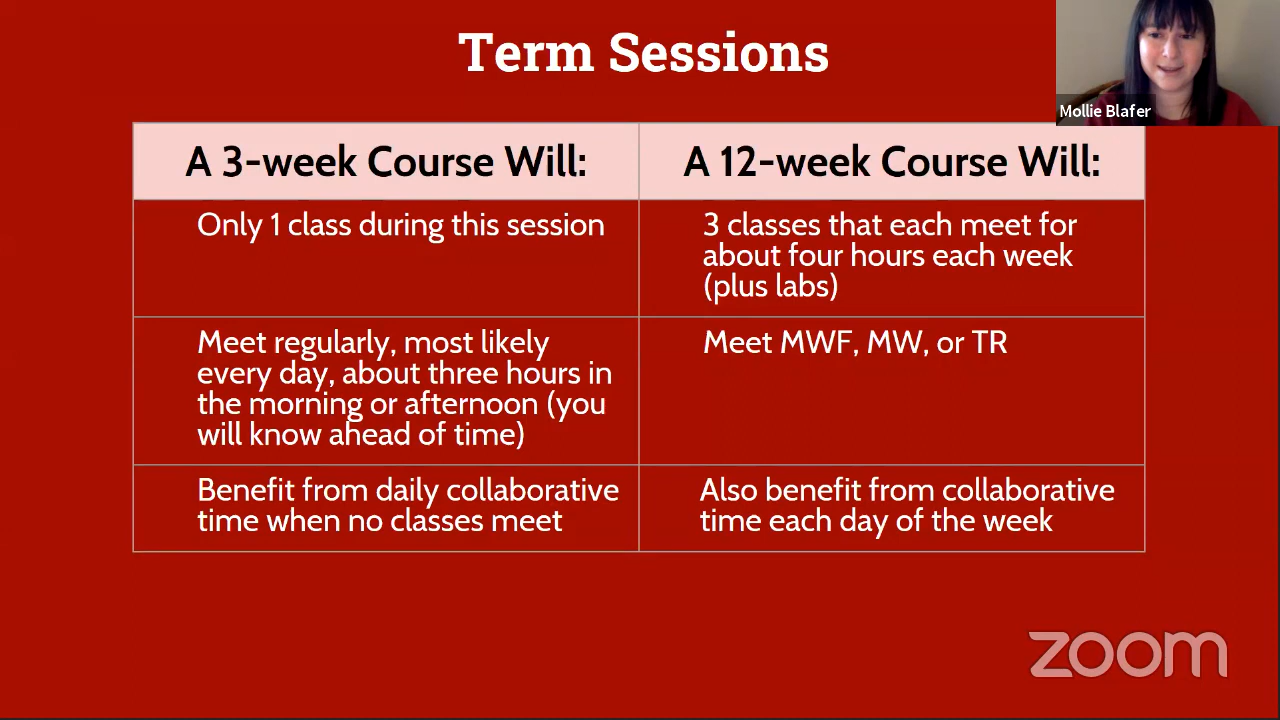 Term Sessions
Mollie Blafer
A 3-week Course Will:
A 12-week Course Will:
Only 1 class during this session
3 classes that each meet for
about four hours each week
(plus labs)
Meet regularly, most likely
every day, about three hours in
the morning or afternoon (you
will know ahead of time)
Meet MWF, MW, or TR
Benefit from daily collaborative
time when no classes meet
Also benefit from collaborative
time each day of the week
zoom